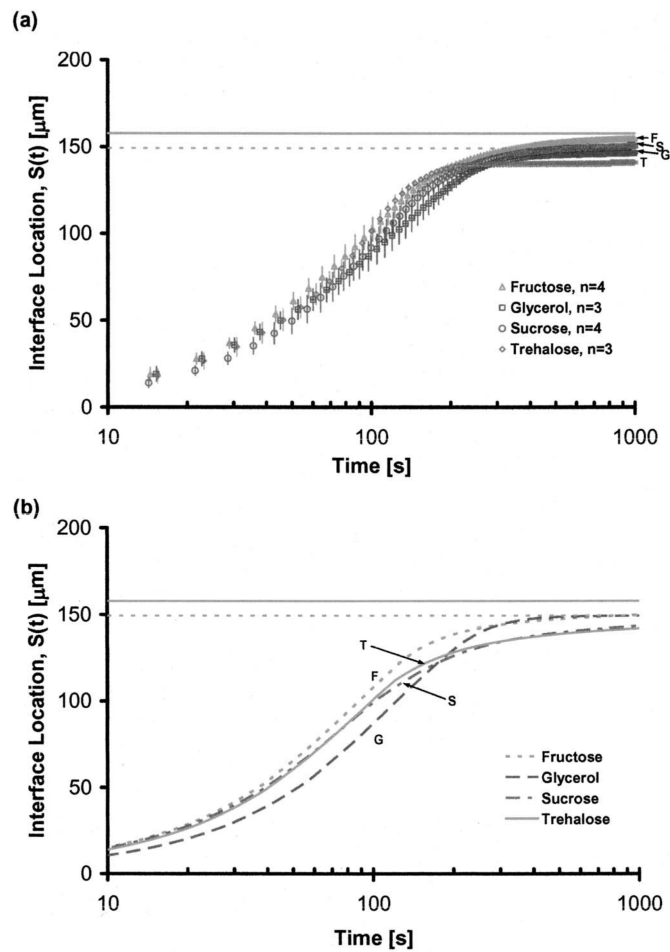 (a)
200
150
100
50
0
Interface Location, S(t) [μm]
F
S
G
T
Fructose, n=4
Glycerol, n=3
Sucrose, n=4
Trehalose, n=3
10
100
1000
Time [s]
(b)
200
150
100
50
0
Interface Location, S(t) [μm]
T
F
S
G
Fructose
Glycerol
Sucrose
Trehalose
10
100
1000
Time [s]